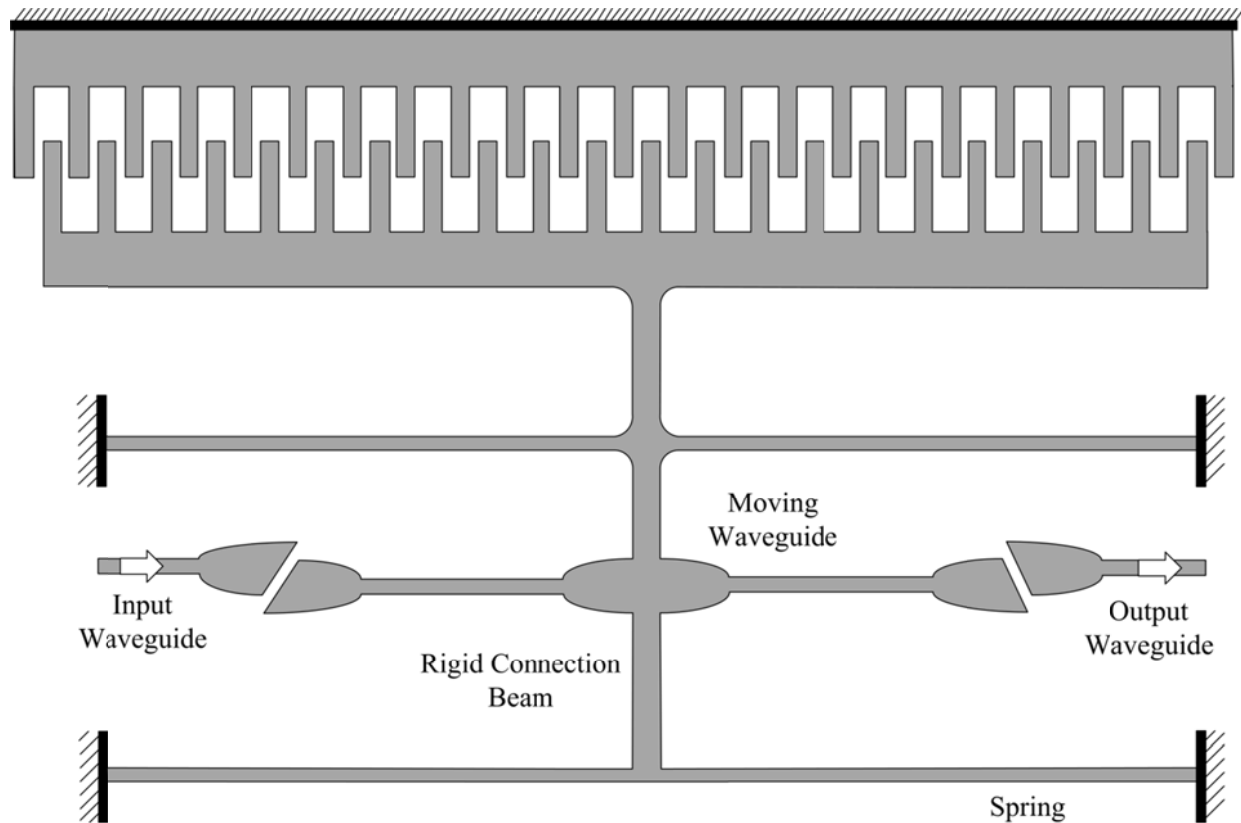 Moving
Waveguide
Input
Waveguide
Output
Waveguide
Rigid Connection
Beam
Spring